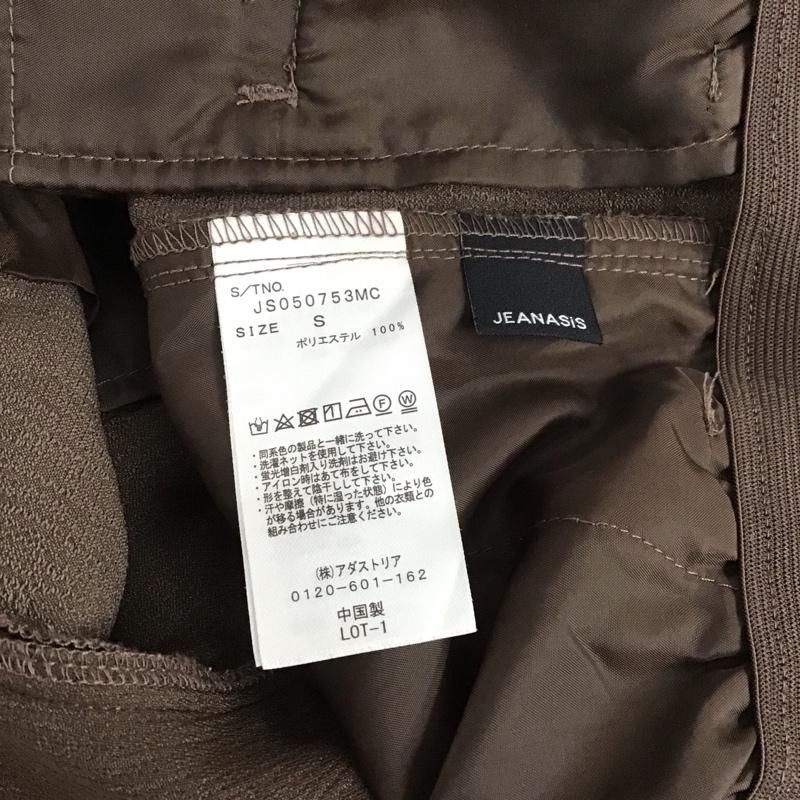 S/TNO.
JS050753MC
SIZE S
ポリエステル 100%
・同系色の製品と一緒に洗って下さい。
・洗濯ネットを使用して下さい。
・蛍光増白剤入り洗剤はお避け下さい。
・アイロン時はあて布をして下さい。
・形を整えて陰干しして下さい。
・汗や摩擦（特に湿った状態）により色
が移る場合があります。他の衣類との
組み合わせにご注意ください。
(株)アダストリア
0120-601-162
中国製
LOT-1
JEANASiS